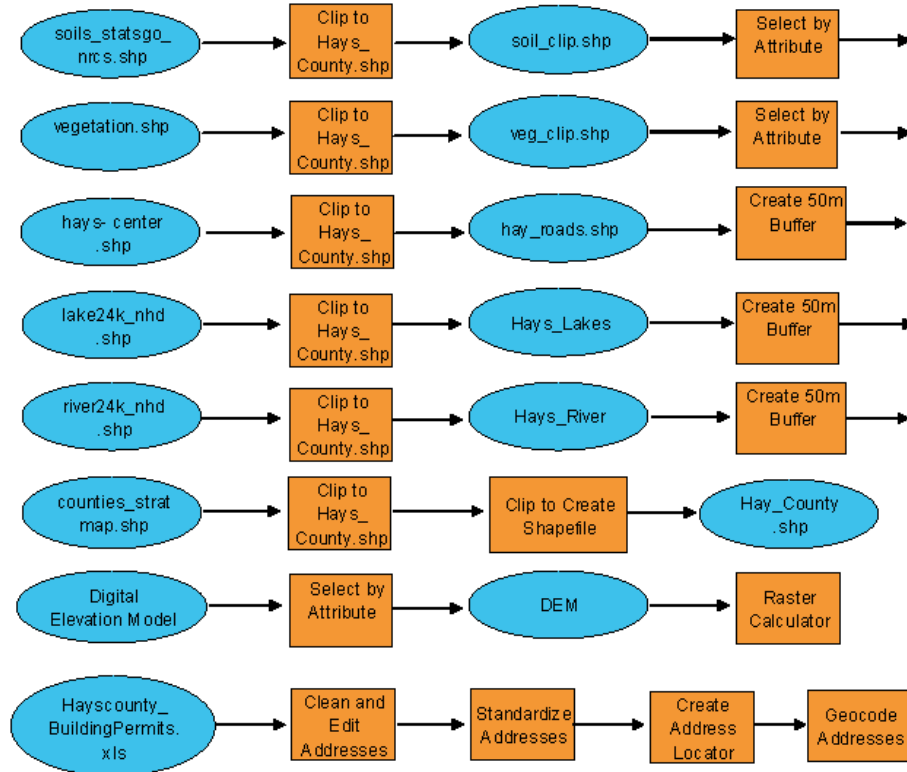 soils_statsgo_
nrcs.shp
Clip to
Hays_
County.shp
soil_clip.shp
Select by
Attribute
vegetation.shp
Clip to
Hays_
County.shp
veg_clip.shp
Select by
Attribute
hays- center
.shp
Clip to
Hays_
County.shp
hay_roads.shp
Create 50m
Buffer
lake24k_nhd
.shp
Clip to
Hays_
County.shp
Hays_Lakes
Create 50m
Buffer
river24k_nhd
.shp
Clip to
Hays_
County.shp
Hays_River
Create 50m
Buffer
counties_strat
map.shp
Clip to
Hays_
County.shp
Clip to Create
Shapefile
Hay_County
.shp
Digital
Elevation Model
Select by
Attribute
DEM
Raster
Calculator
Hayscounty_
BuildingPermits.
xls
Clean and
Edit
Addresses
Standardize
Addresses
Create
Address
Locator
Geocode
Addresses